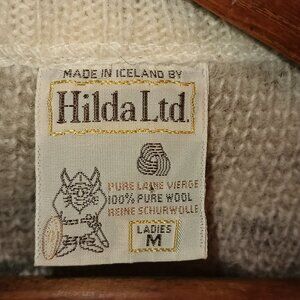 MADE IN ICELAND BY
Hilda Ltd.
PURE LAINE VIERGE
100% PURE WOOL
REINE SCHURWOLLE
LADIES
M